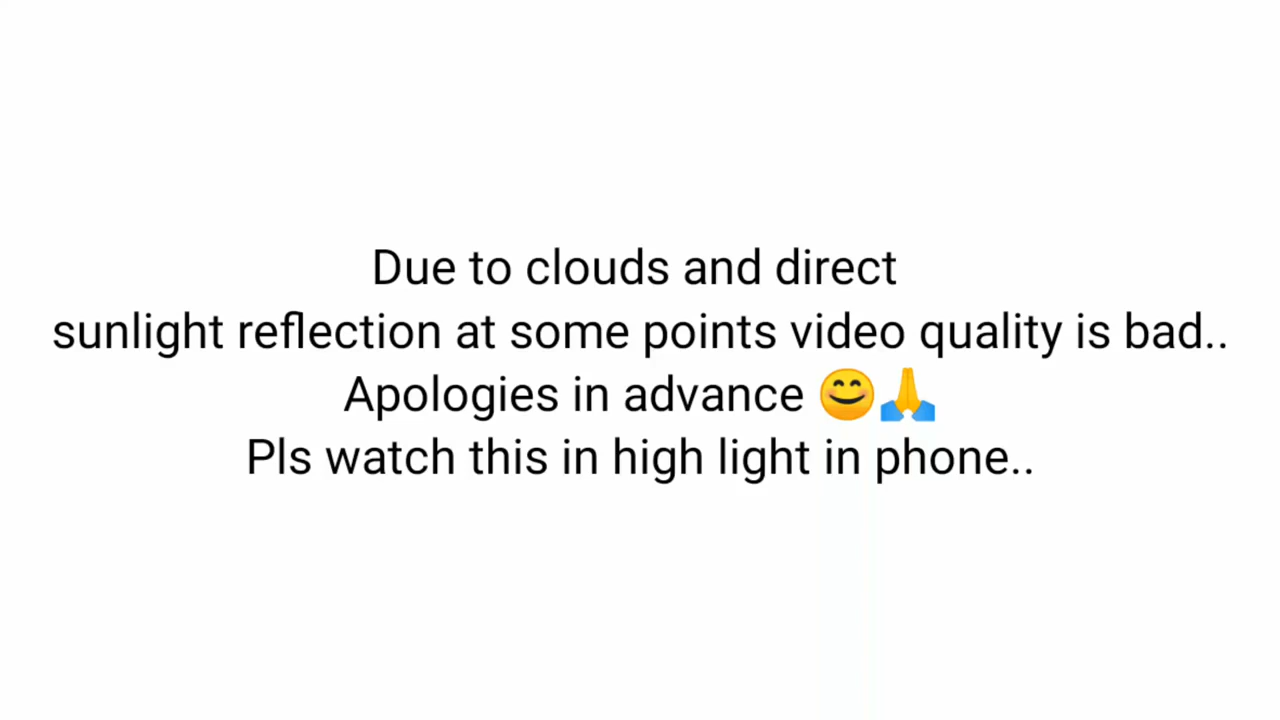 Due to clouds and direct
sunlight reflection at some points video quality is bad..
Apologies in advance 😊🙏
Pls watch this in high light in phone..